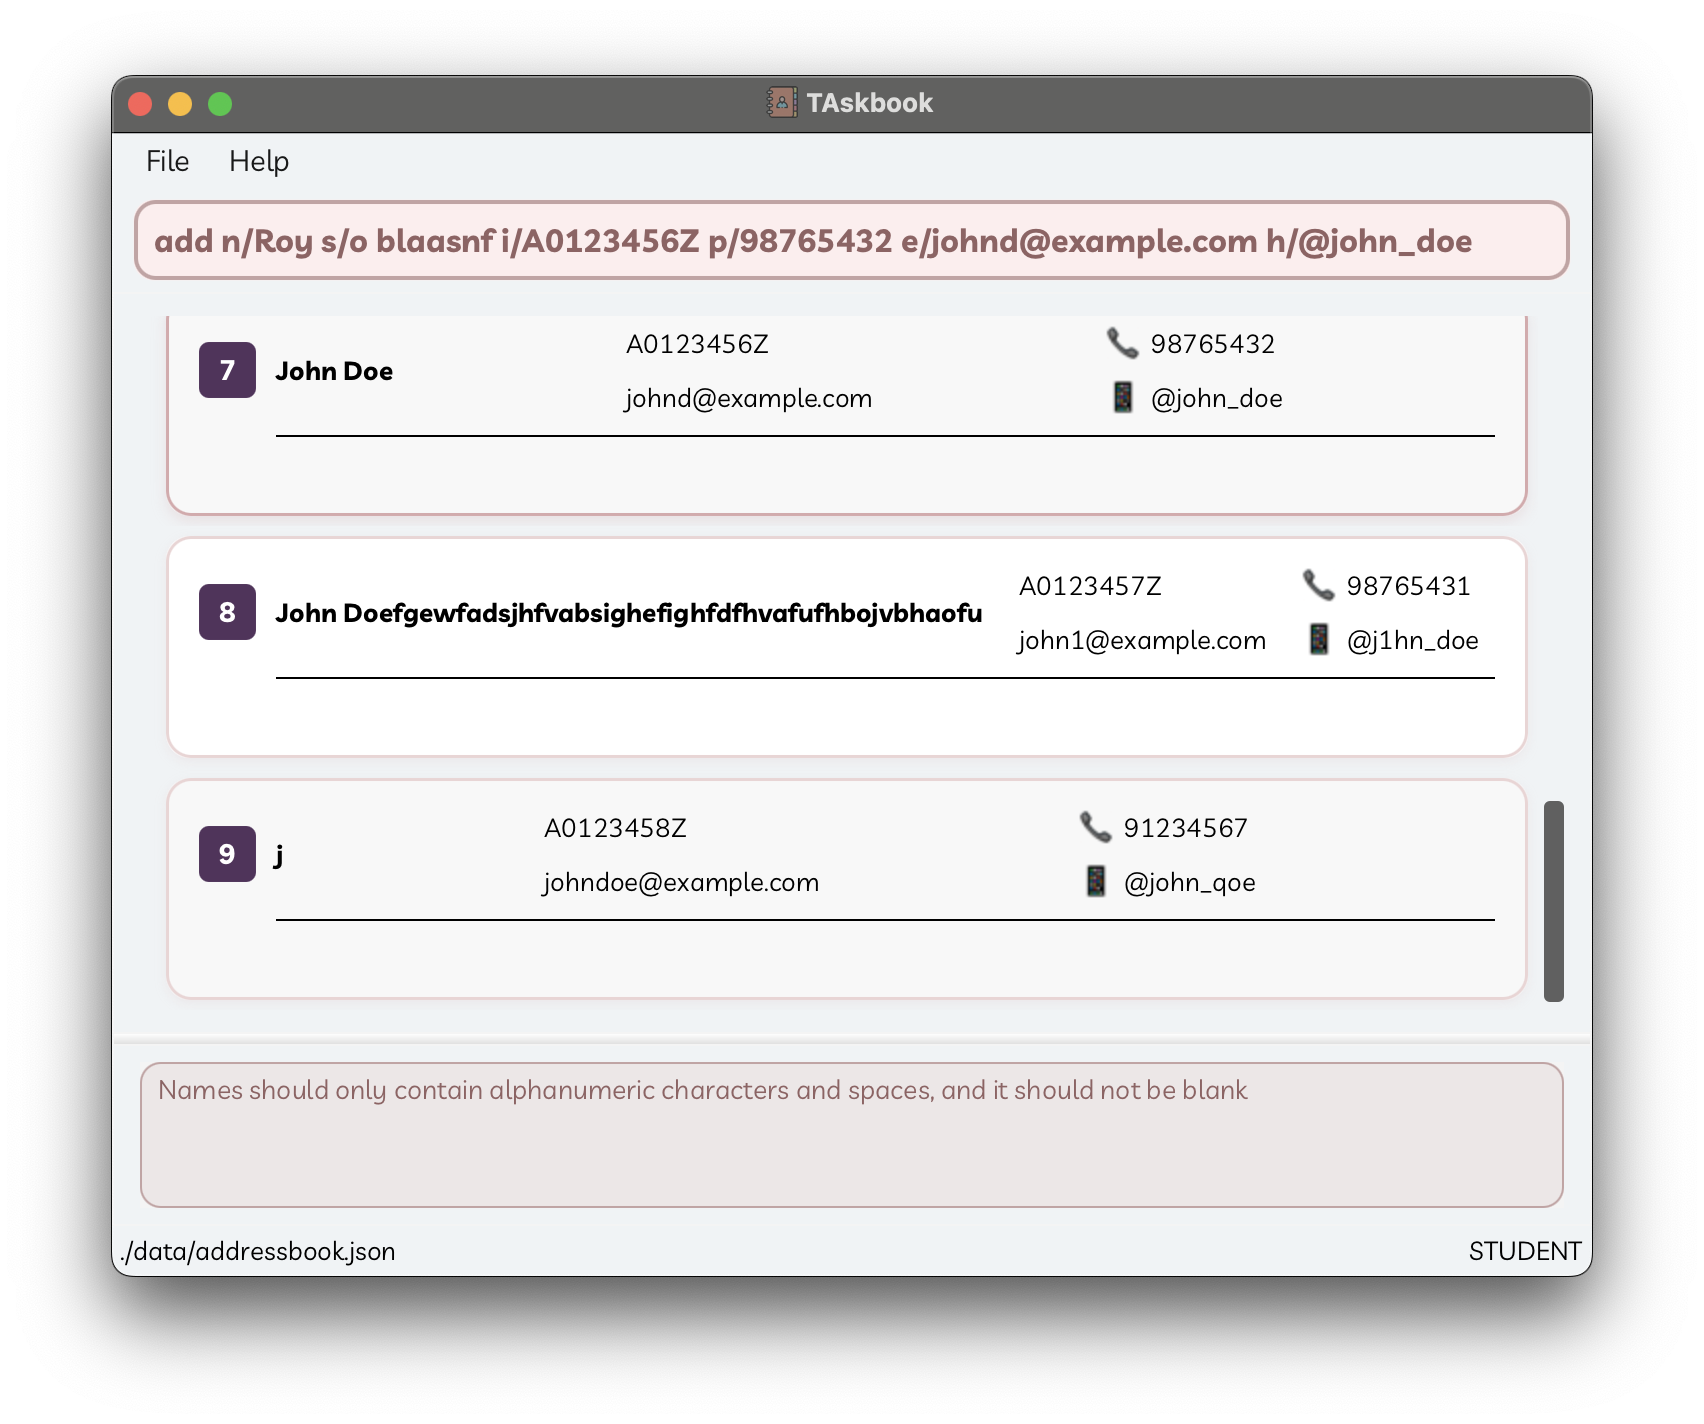 TAskbook
File Help
add n/Roy s/o blaasnf i/A0123456Z p/98765432 e/johnd@example.com h/@john_doe
7 John Doe A0123456Z 98765432
johnd@example.com @john_doe
8 John Doefgewfadsjhfvabsighefighfdfhvafufhbojvbhaofu A0123457Z 98765431
john1@example.com @j1hn_doe
9 j A0123458Z 91234567
johndoe@example.com @john_qoe
Names should only contain alphanumeric characters and spaces, and it should not be blank
./data/addressbook.json STUDENT